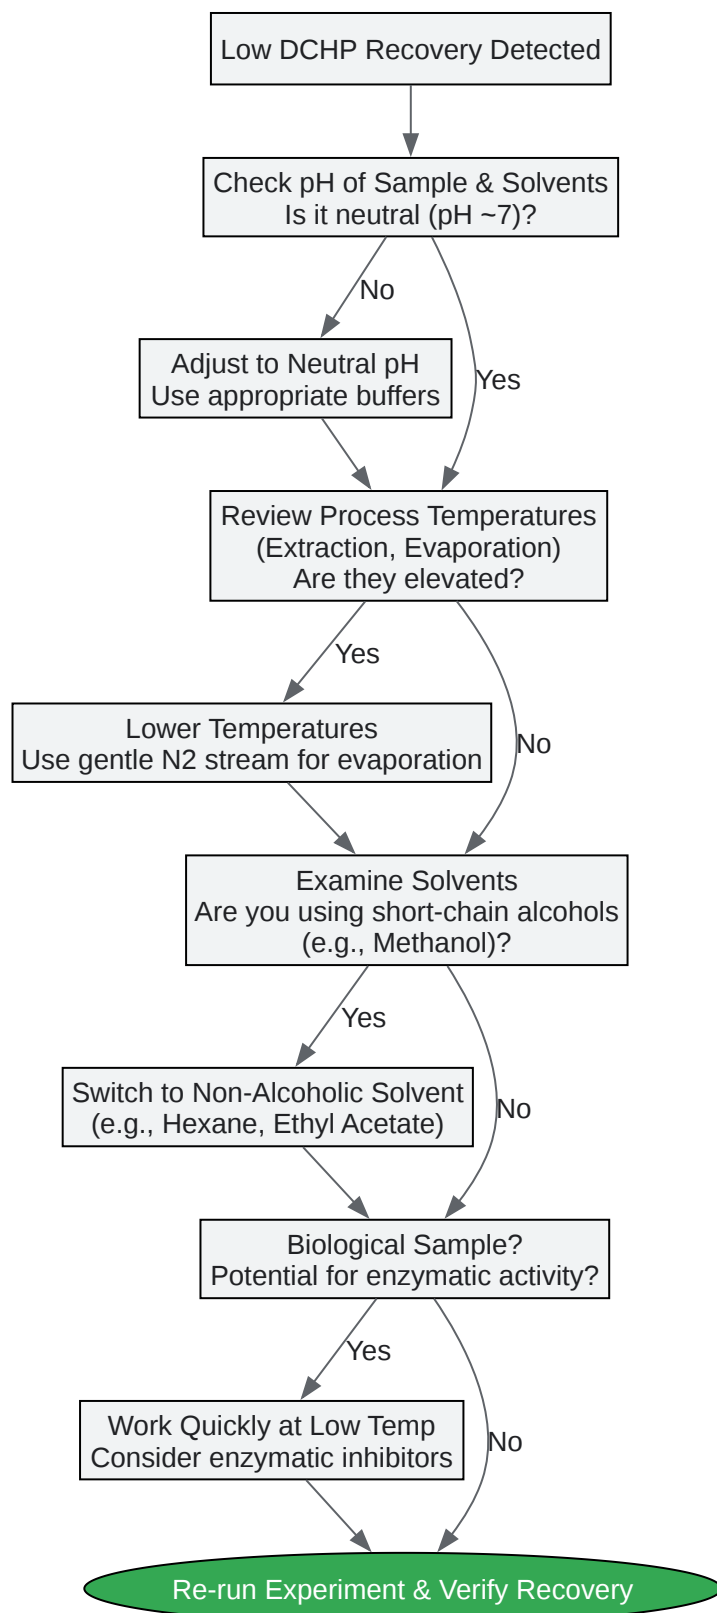 Low DCHP Recovery Detected
Check pH of Sample & Solvents
Is it neutral (pH ~7)?
No
Adjust to Neutral pH
Use appropriate buffers
Yes
Review Process Temperatures
(Extraction, Evaporation)
Are they elevated?
Yes
Lower Temperatures
Use gentle N2 stream for evaporation
No
Examine Solvents
Are you using short-chain alcohols
(e.g., Methanol)?
Yes
Switch to Non-Alcoholic Solvent
(e.g., Hexane, Ethyl Acetate)
No
Biological Sample?
Potential for enzymatic activity?
Yes
Work Quickly at Low Temp
Consider enzymatic inhibitors
No
Re-run Experiment & Verify Recovery